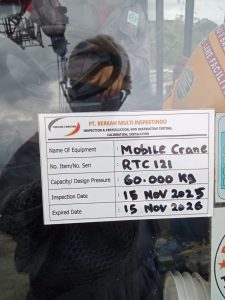 PT. BERKAH MULTI INSPEKTINDO
INSPECTION & CERTIFICATION, NON DESTRUCTIVE TESTING,
CALIBRATION, CONSULTATION
Name Of Equipment : Mobile Crane
No. Item/No. Seri : RTC 121
Capacity/ Design Pressure : 60.000 Kg
Inspection Date : 15 Nov 2025
Expired Date : 15 Nov 2026